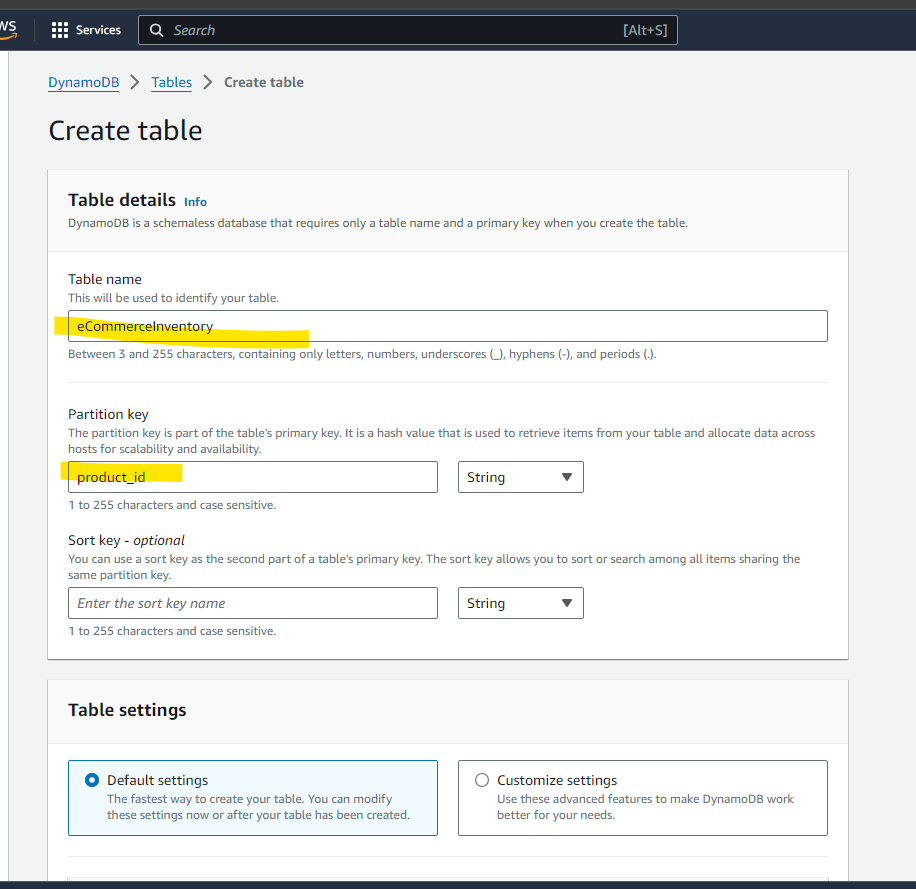 WS
Services
Search
[Alt+S]
DynamoDB > Tables > Create table
Create table
Table details Info
DynamoDB is a schemaless database that requires only a table name and a primary key when you create the table.
Table name
This will be used to identify your table.
eCommerceInventory
Between 3 and 255 characters, containing only letters, numbers, underscores (_), hyphens (-), and periods (.).
Partition key
The partition key is part of the table's primary key. It is a hash value that is used to retrieve items from your table and allocate data across
hosts for scalability and availability.
product_id
String
1 to 255 characters and case sensitive.
Sort key - optional
You can use a sort key as the second part of a table's primary key. The sort key allows you to sort or search among all items sharing the
same partition key.
Enter the sort key name
String
1 to 255 characters and case sensitive.
Table settings
Default settings
The fastest way to create your table. You can modify
these settings now or after your table has been created.
Customize settings
Use these advanced features to make DynamoDB work
better for your needs.